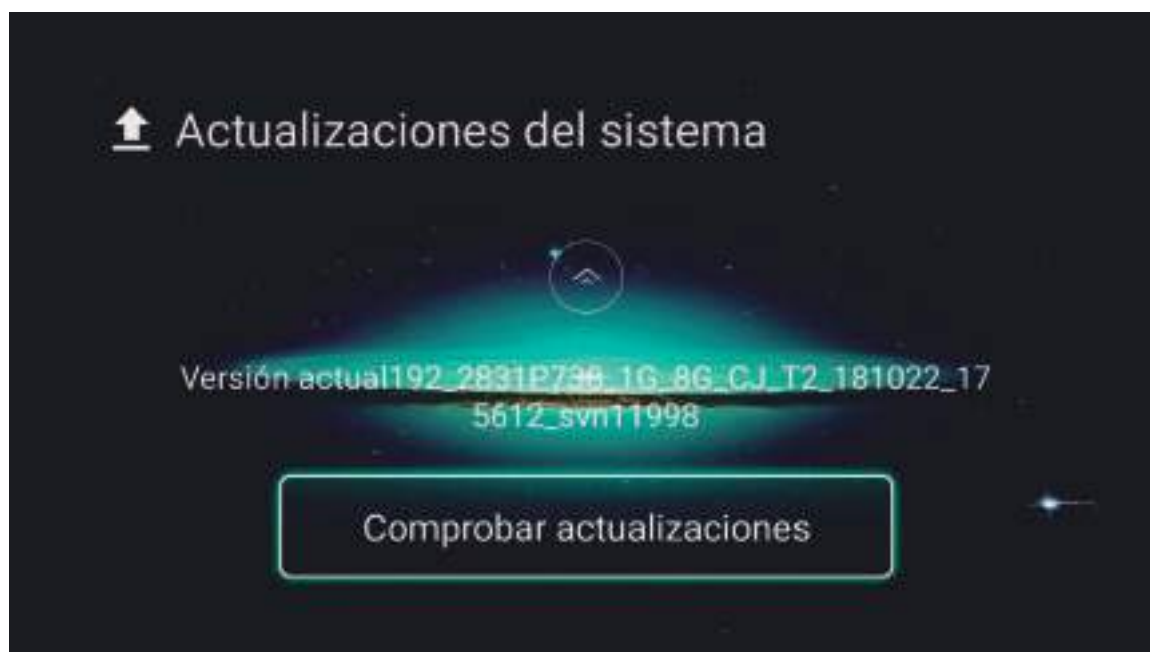 Actualizaciones del sistema
Versión actual192_2831P738_1G_8G_CJ_T2_181022_17
5612_svn11998
Comprobar actualizaciones